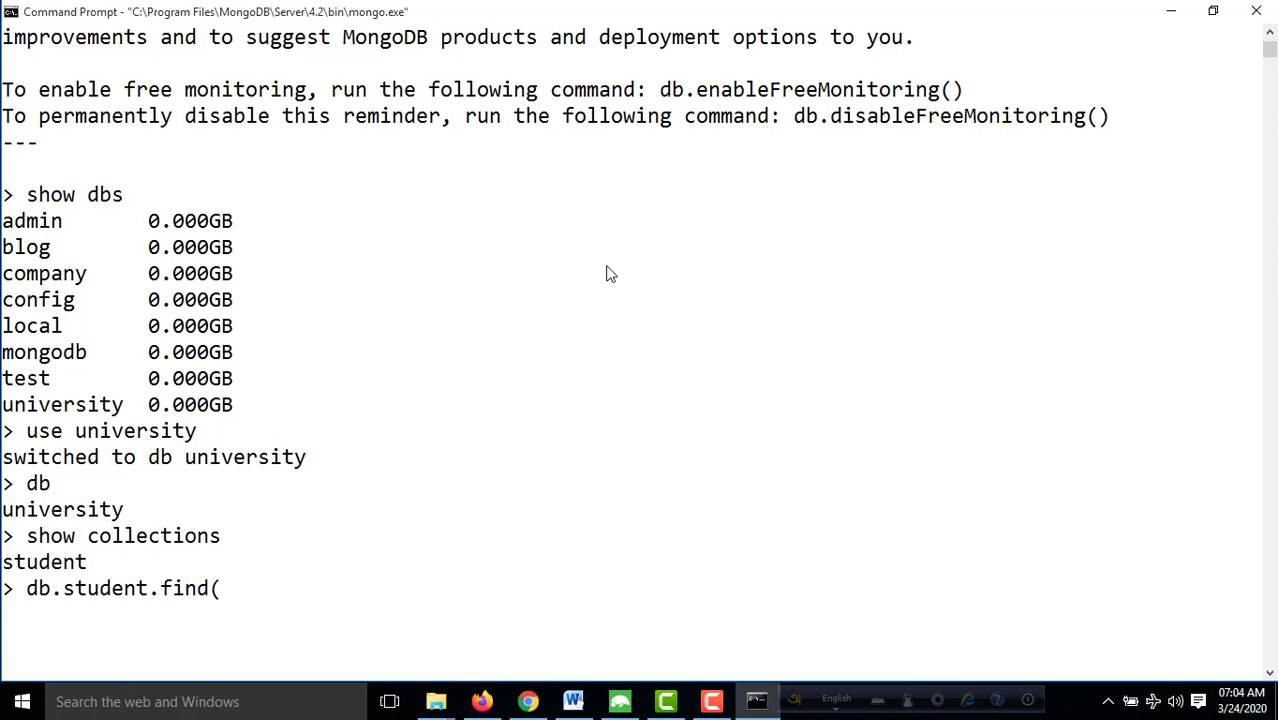 Command Prompt - "C:\Program Files\MongoDB\Server\4.2\bin\mongo.exe"
improvements and to suggest MongoDB products and deployment options to you.
To enable free monitoring, run the following command: db.enableFreeMonitoring()
To permanently disable this reminder, run the following command: db.disableFreeMonitoring()
---
> show dbs
admin 0.000GB
blog 0.000GB
company 0.000GB
config 0.000GB
local 0.000GB
mongodb 0.000GB
test 0.000GB
university 0.000GB
> use university
switched to db university
> db
university
> show collections
student
> db.student.find(
Search the web and Windows
English
07:04 AM
3/24/2020